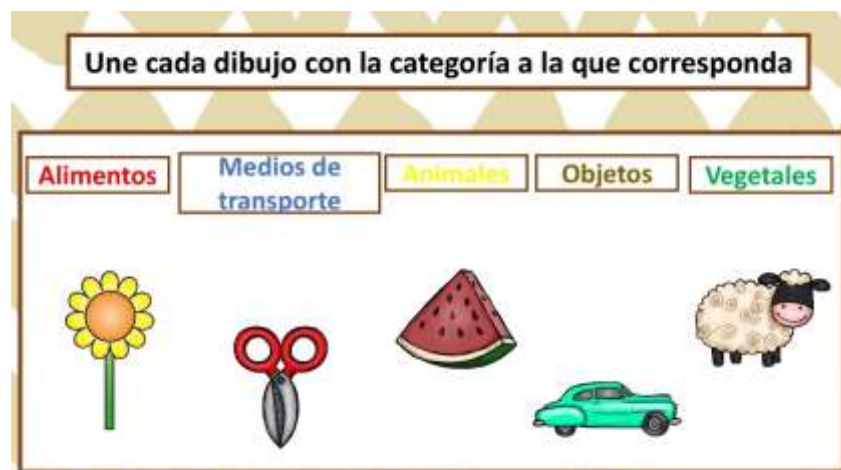 Une cada dibujo con la categoría a la que corresponda
Alimentos
Medios de
transporte
Animales
Objetos
Vegetales